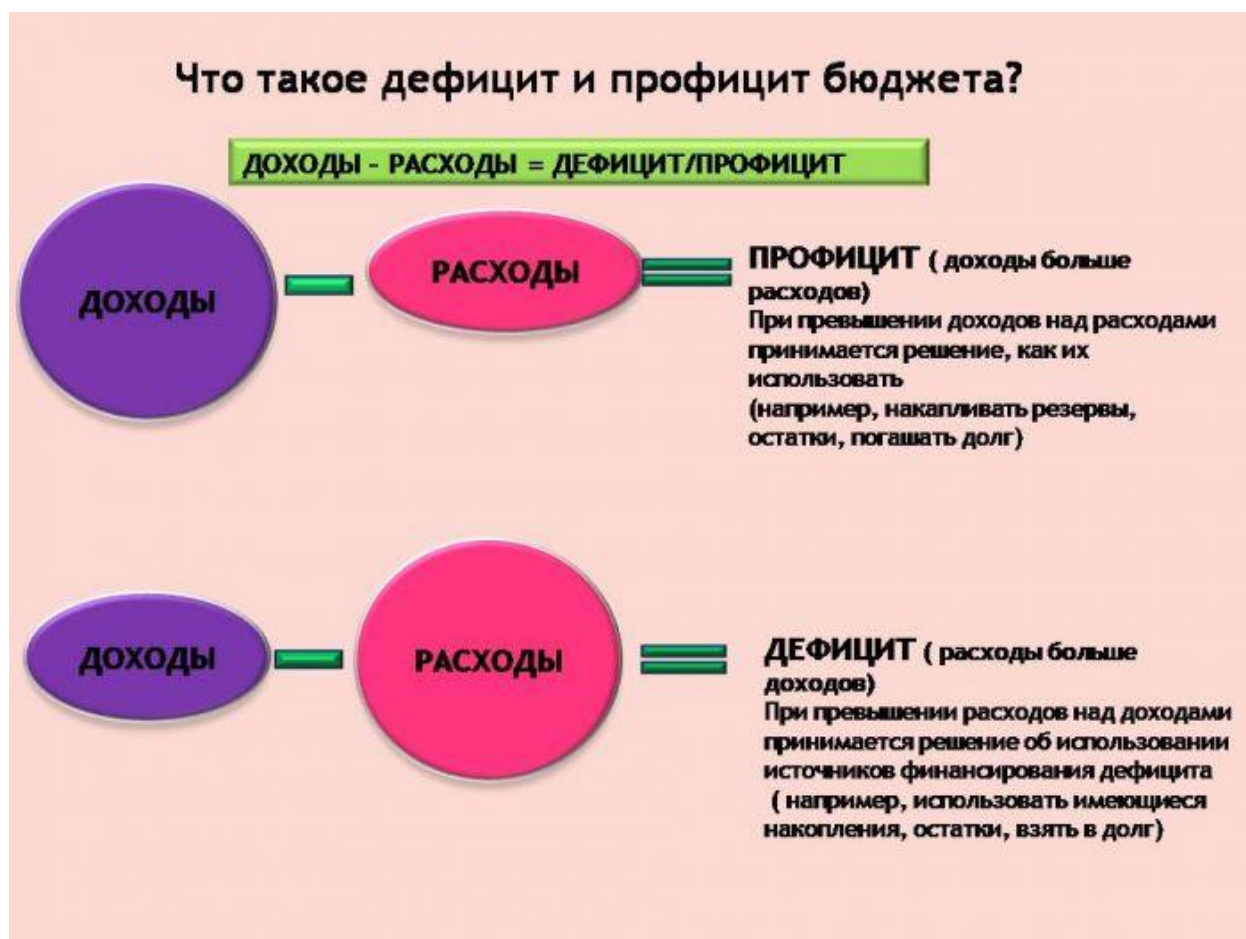 Что такое дефицит и профицит бюджета?
ДОХОДЫ - РАСХОДЫ = ДЕФИЦИТ/ПРОФИЦИТ
ДОХОДЫ
РАСХОДЫ
ПРОФИЦИТ ( доходы больше
расходов)
При превышении доходов над расходами
принимается решение, как их
использовать
(например, накапливать резервы,
остатки, погашать долг)
ДОХОДЫ
РАСХОДЫ
ДЕФИЦИТ ( расходы больше
доходов)
При превышении расходов над доходами
принимается решение об использовании
источников финансирования дефицита
( например, использовать имеющиеся
накопления, остатки, взять в долг)